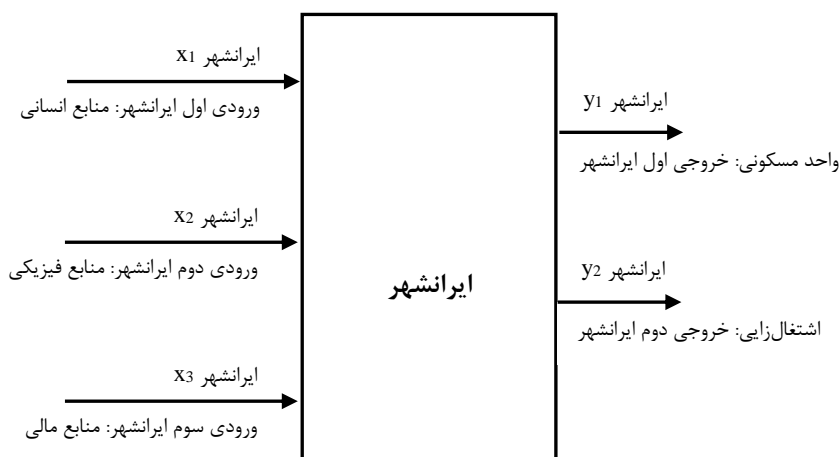 x1 ایرانشهر
ورودی اول ایرانشهر: منابع انسانی
y1 ایرانشهر
واحد مسکونی: خروجی اول ایرانشهر
x2 ایرانشهر
ورودی دوم ایرانشهر: منابع فیزیکی
ایرانشهر
y2 ایرانشهر
اشتغال‌زایی: خروجی دوم ایرانشهر
x3 ایرانشهر
ورودی سوم ایرانشهر: منابع مالی